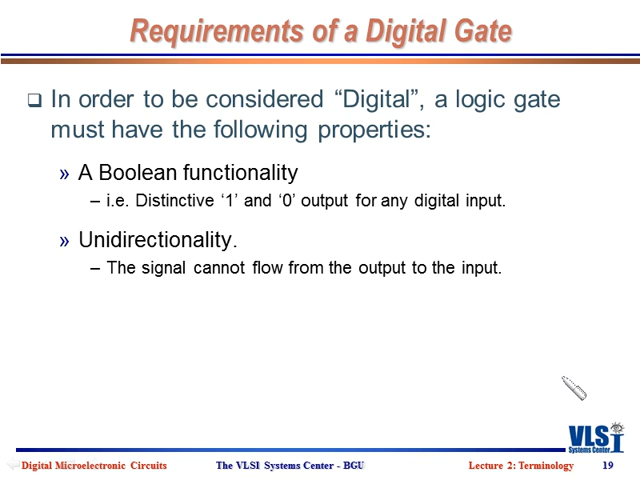 Requirements of a Digital Gate
In order to be considered “Digital”, a logic gate
must have the following properties:
» A Boolean functionality
– i.e. Distinctive ‘1’ and ‘0’ output for any digital input.
» Unidirectionality.
– The signal cannot flow from the output to the input.
VLSI
Systems Center
Digital Microelectronic Circuits The VLSI Systems Center - BGU Lecture 2: Terminology 19